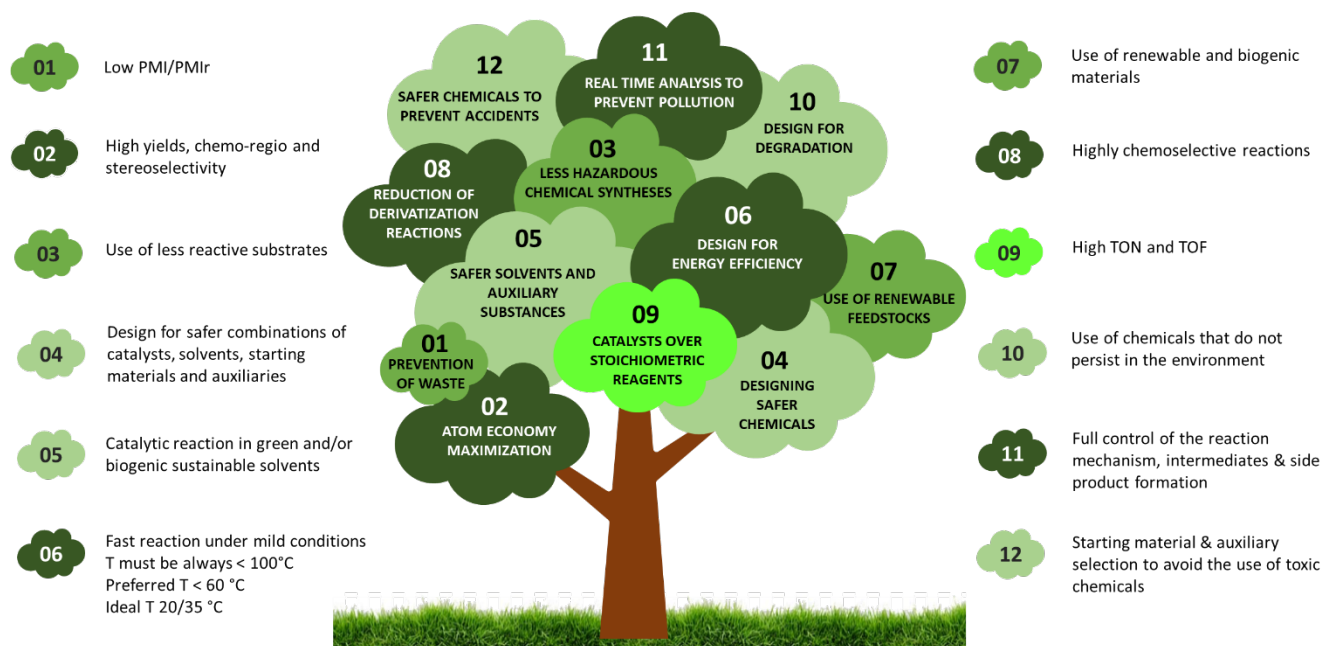 01
Low PMI/PMIr
02
High yields, chemo-regio and
stereoselectivity
03
Use of less reactive substrates
04
Design for safer combinations of
catalysts, solvents, starting
materials and auxiliaries
05
Catalytic reaction in green and/or
biogenic sustainable solvents
06
Fast reaction under mild conditions
T must be always < 100°C
Preferred T < 60 °C
Ideal T 20/35 °C
12
SAFER CHEMICALS TO
PREVENT ACCIDENTS
11
REAL TIME ANALYSIS TO
PREVENT POLLUTION
10
DESIGN FOR
DEGRADATION
08
REDUCTION OF
DERIVATIZATION
REACTIONS
03
LESS HAZARDOUS
CHEMICAL SYNTHESES
06
DESIGN FOR
ENERGY EFFICIENCY
05
SAFER SOLVENTS AND
AUXILIARY
SUBSTANCES
07
USE OF RENEWABLE
FEEDSTOCKS
01
PREVENTION
OF WASTE
09
CATALYSTS OVER
STOICHIOMETRIC
REAGENTS
04
DESIGNING
SAFER
CHEMICALS
02
ATOM ECONOMY
MAXIMIZATION
07
Use of renewable and biogenic
materials
08
Highly chemoselective reactions
09
High TON and TOF
10
Use of chemicals that do not
persist in the environment
11
Full control of the reaction
mechanism, intermediates & side
product formation
12
Starting material & auxiliary
selection to avoid the use of toxic
chemicals